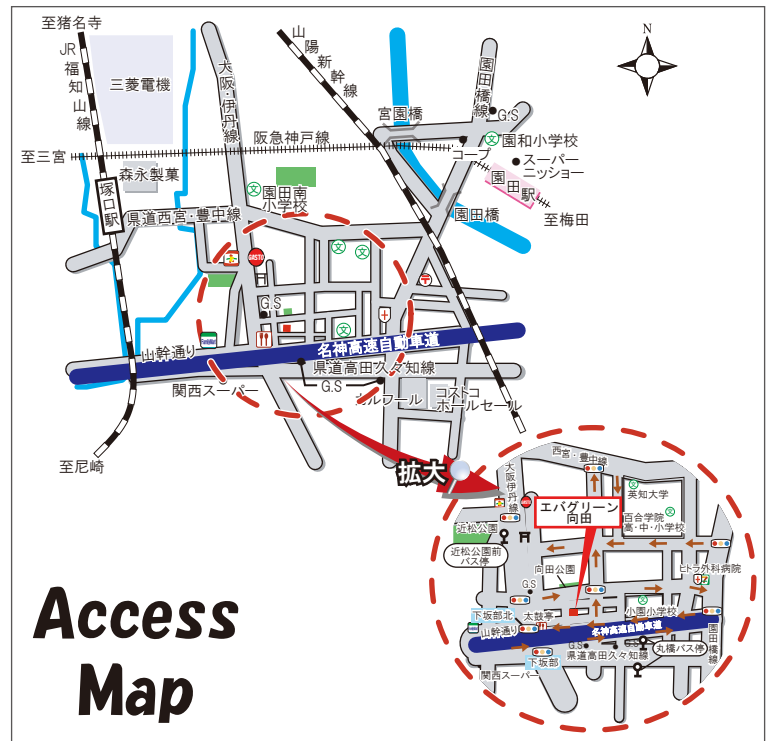 至猪名寺
JR
福知山線
三菱電機
大阪・伊丹線
山陽新幹線
N
園田橋線
G.S
宮園橋
園和小学校
阪急神戸線
コープ
スーパー
ニッショー
至三宮
森永製菓
園田駅
塚口駅
園田南
小学校
至梅田
園田橋
県道西宮・豊中線
文
文
文
文
文
GUSTO
G.S
FamilyMart
山幹通り
名神高速自動車道
県道高田久々知線
関西スーパー
G.S
カルフール
コストコ
ホールセール
至尼崎
拡大
西宮・豊中線
大阪伊丹線
英知大学
エバグリーン
向田
百合学院
高・中・小学校
近松公園
近松公園前
バス停
向田公園
ヒトラ外科病院
G.S
下坂部北
太鼓亭
小園小学校
山幹通り
名神高速自動車道
園田橋線
G.S
県道高田久々知線
丸橋バス停
下坂部
関西スーパー
Access
Map